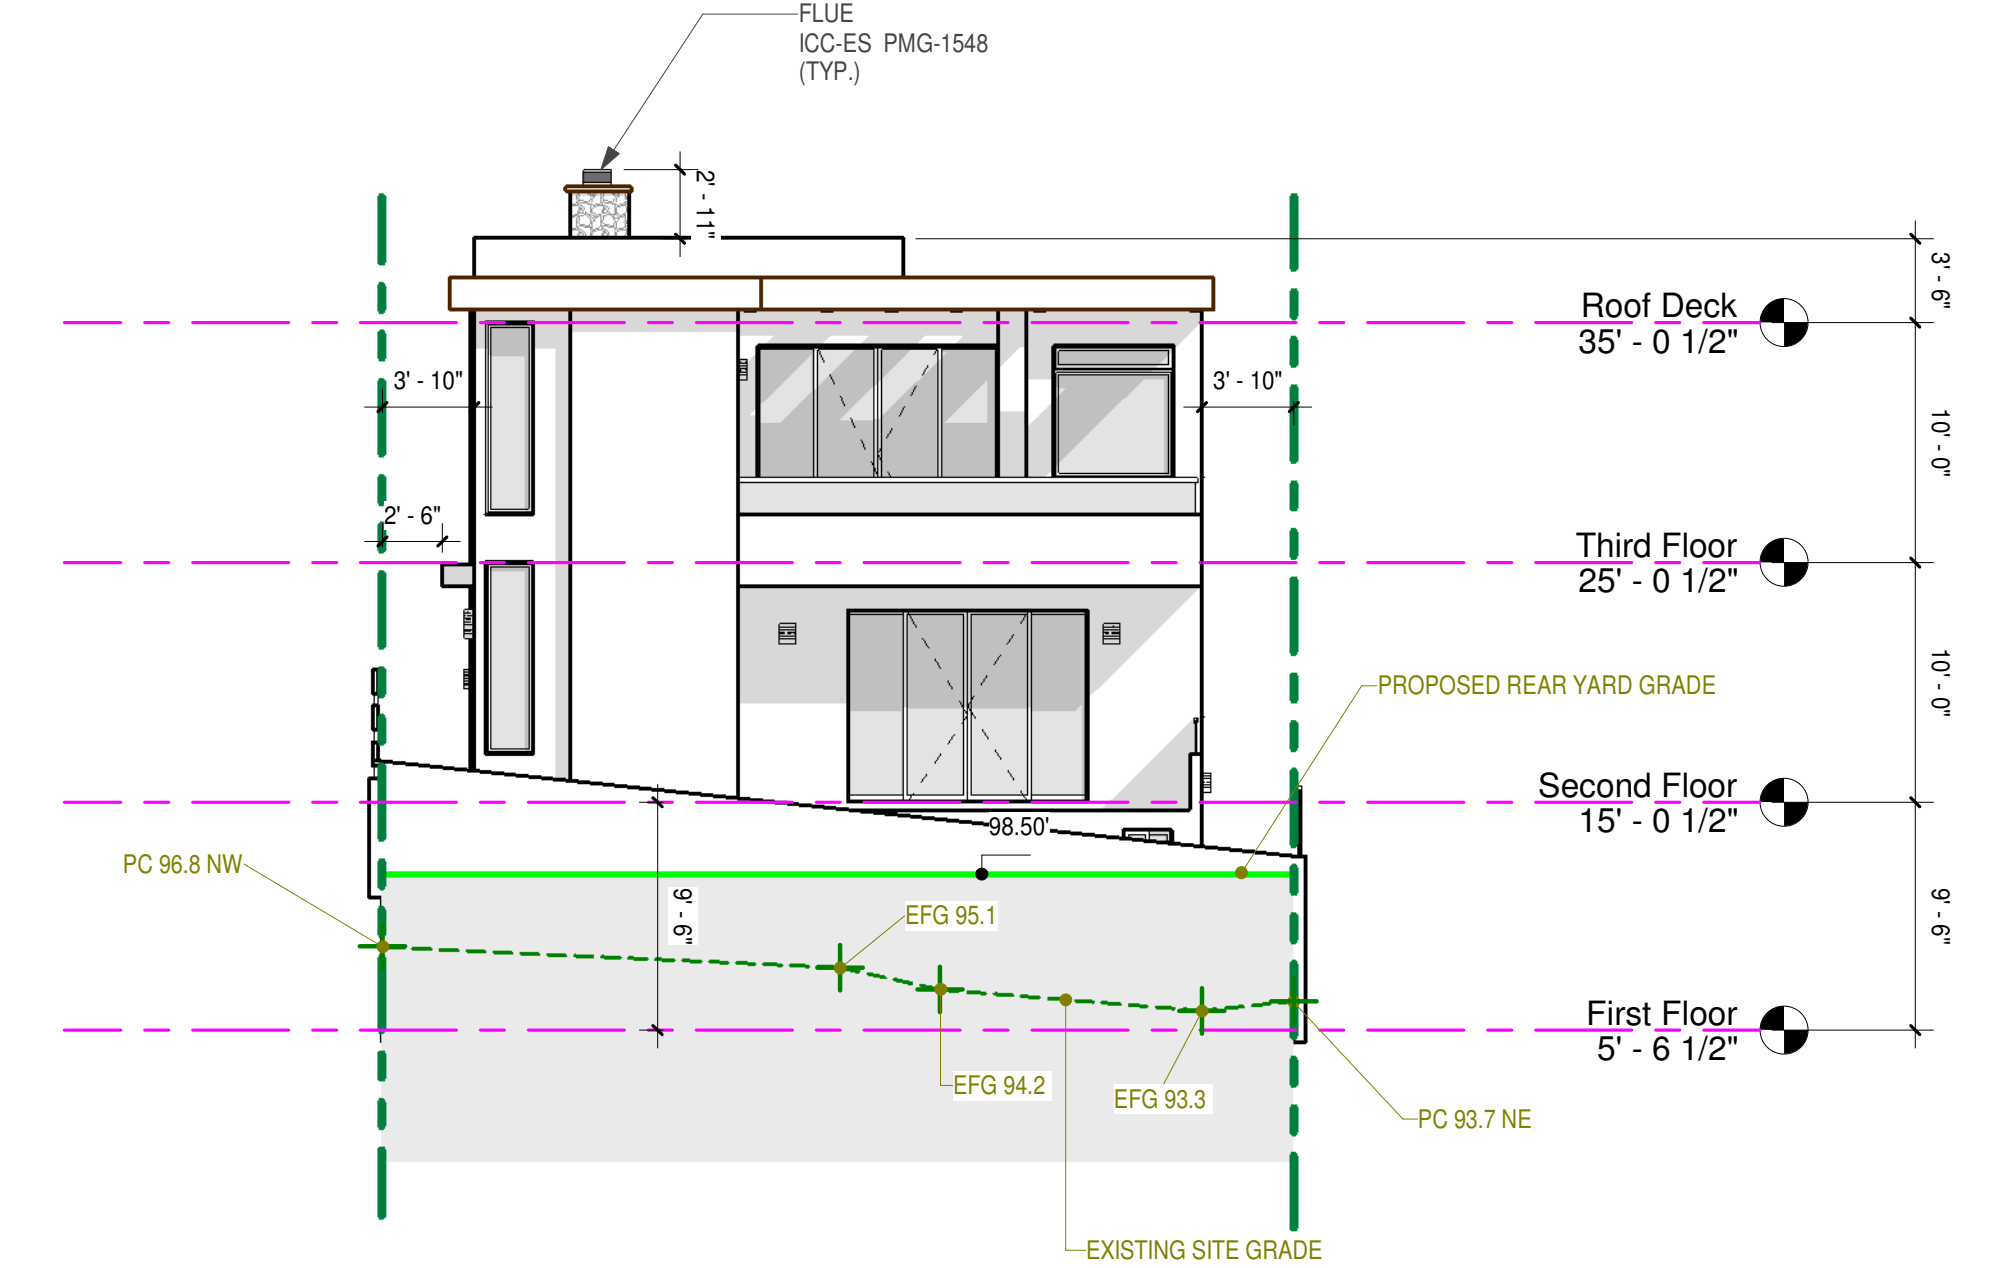 FLUE
ICC-ES PMG-1548
(TYP.)
2' - 11"
3' - 6"
Roof Deck
35' - 0 1/2"
3' - 10"
3' - 10"
10' - 0"
2' - 6"
Third Floor
25' - 0 1/2"
10' - 0"
PROPOSED REAR YARD GRADE
Second Floor
15' - 0 1/2"
98.50'
PC 96.8 NW
9' - 6"
EFG 95.1
9' - 6"
First Floor
5' - 6 1/2"
EFG 94.2
EFG 93.3
PC 93.7 NE
EXISTING SITE GRADE